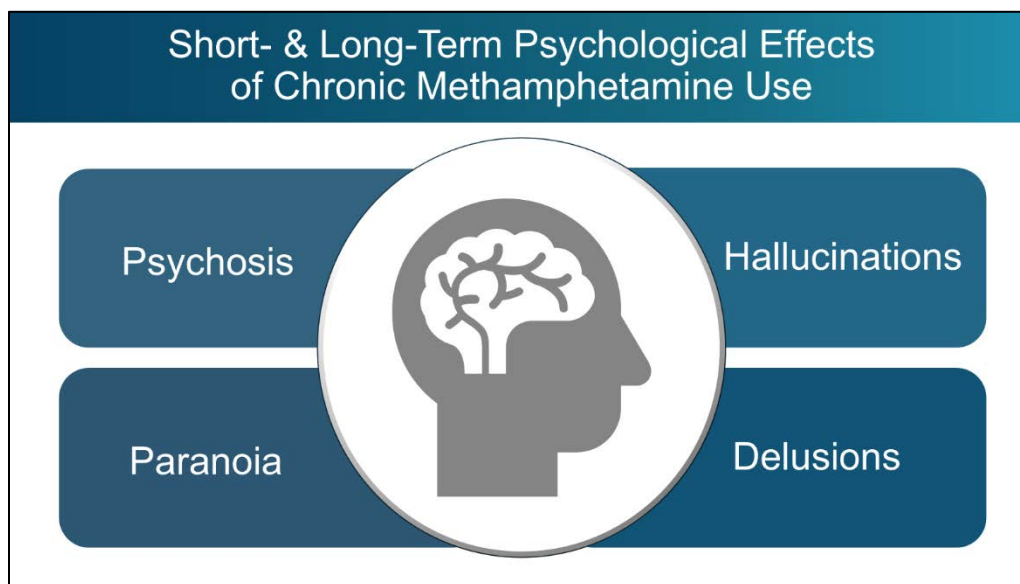 Short- & Long-Term Psychological Effects
of Chronic Methamphetamine Use
Psychosis
Hallucinations
Paranoia
Delusions